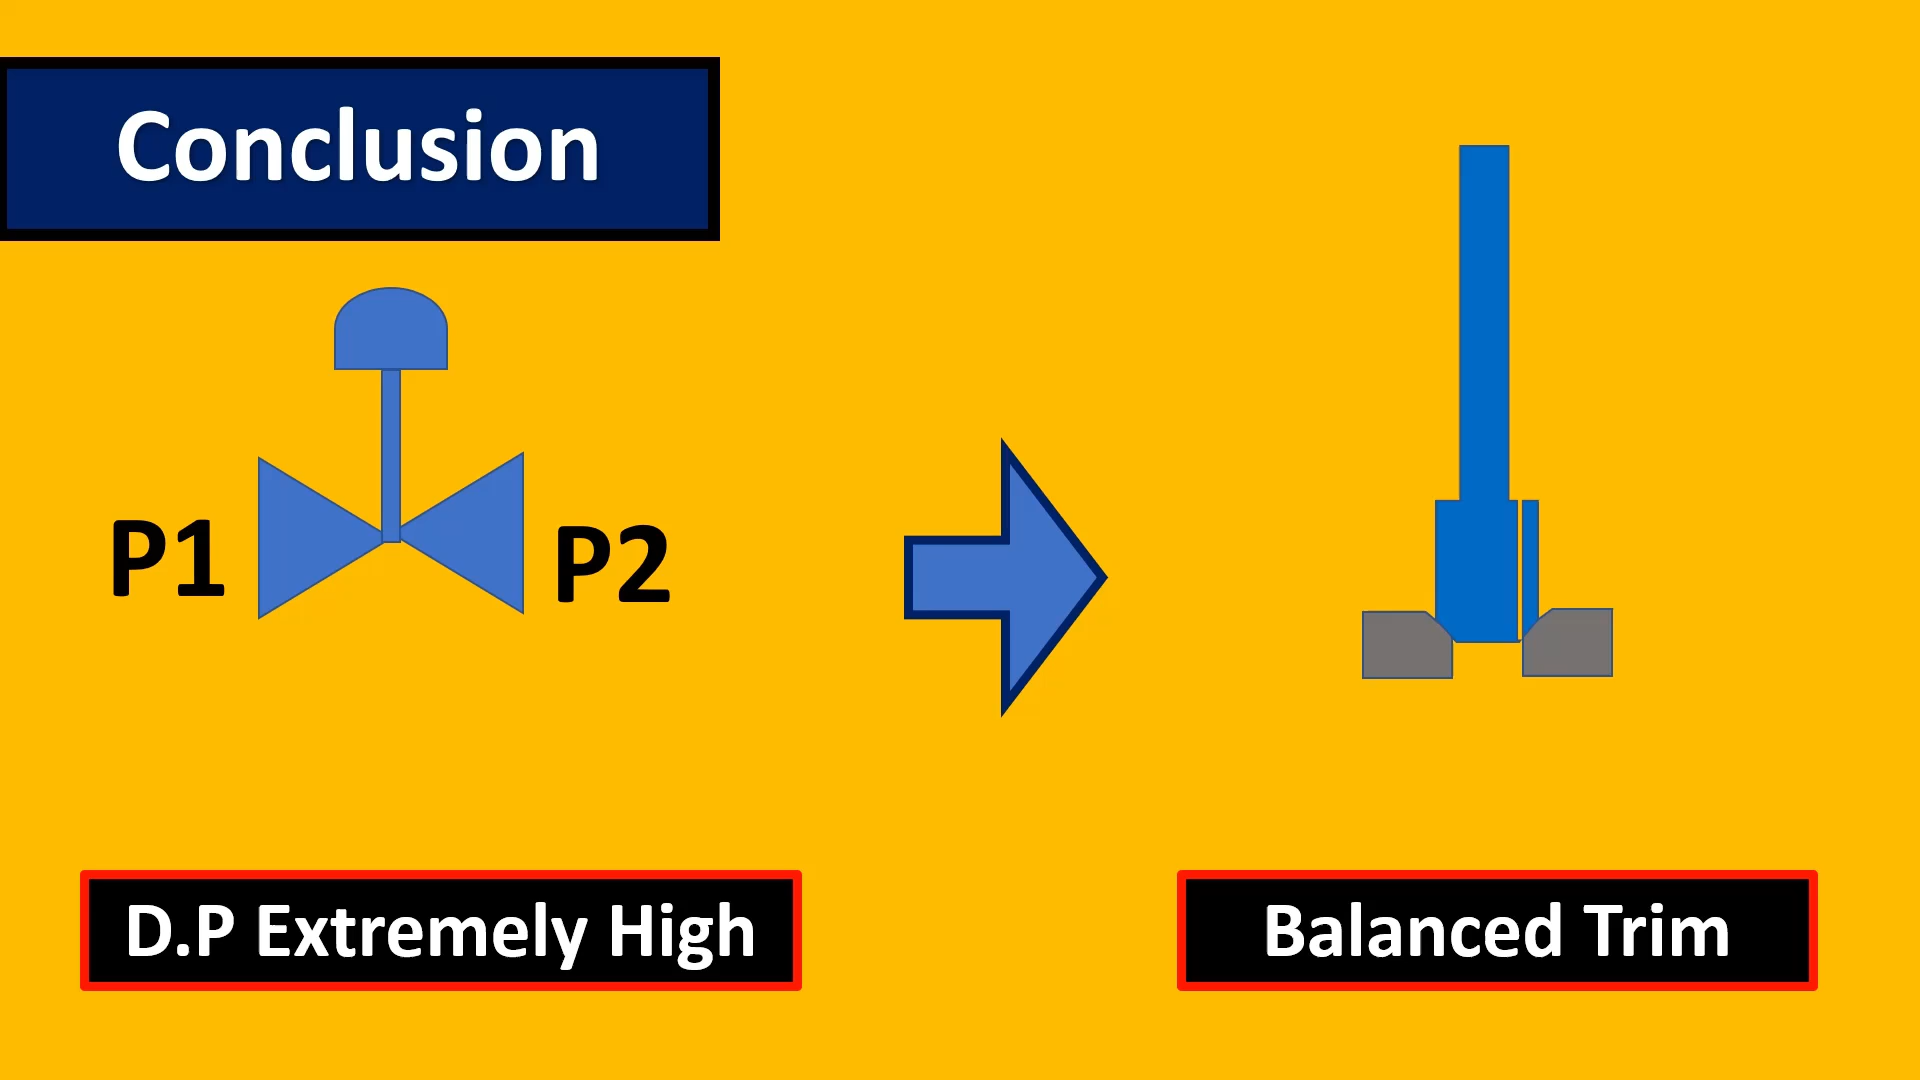 Conclusion
P1
P2
D.P Extremely High
Balanced Trim